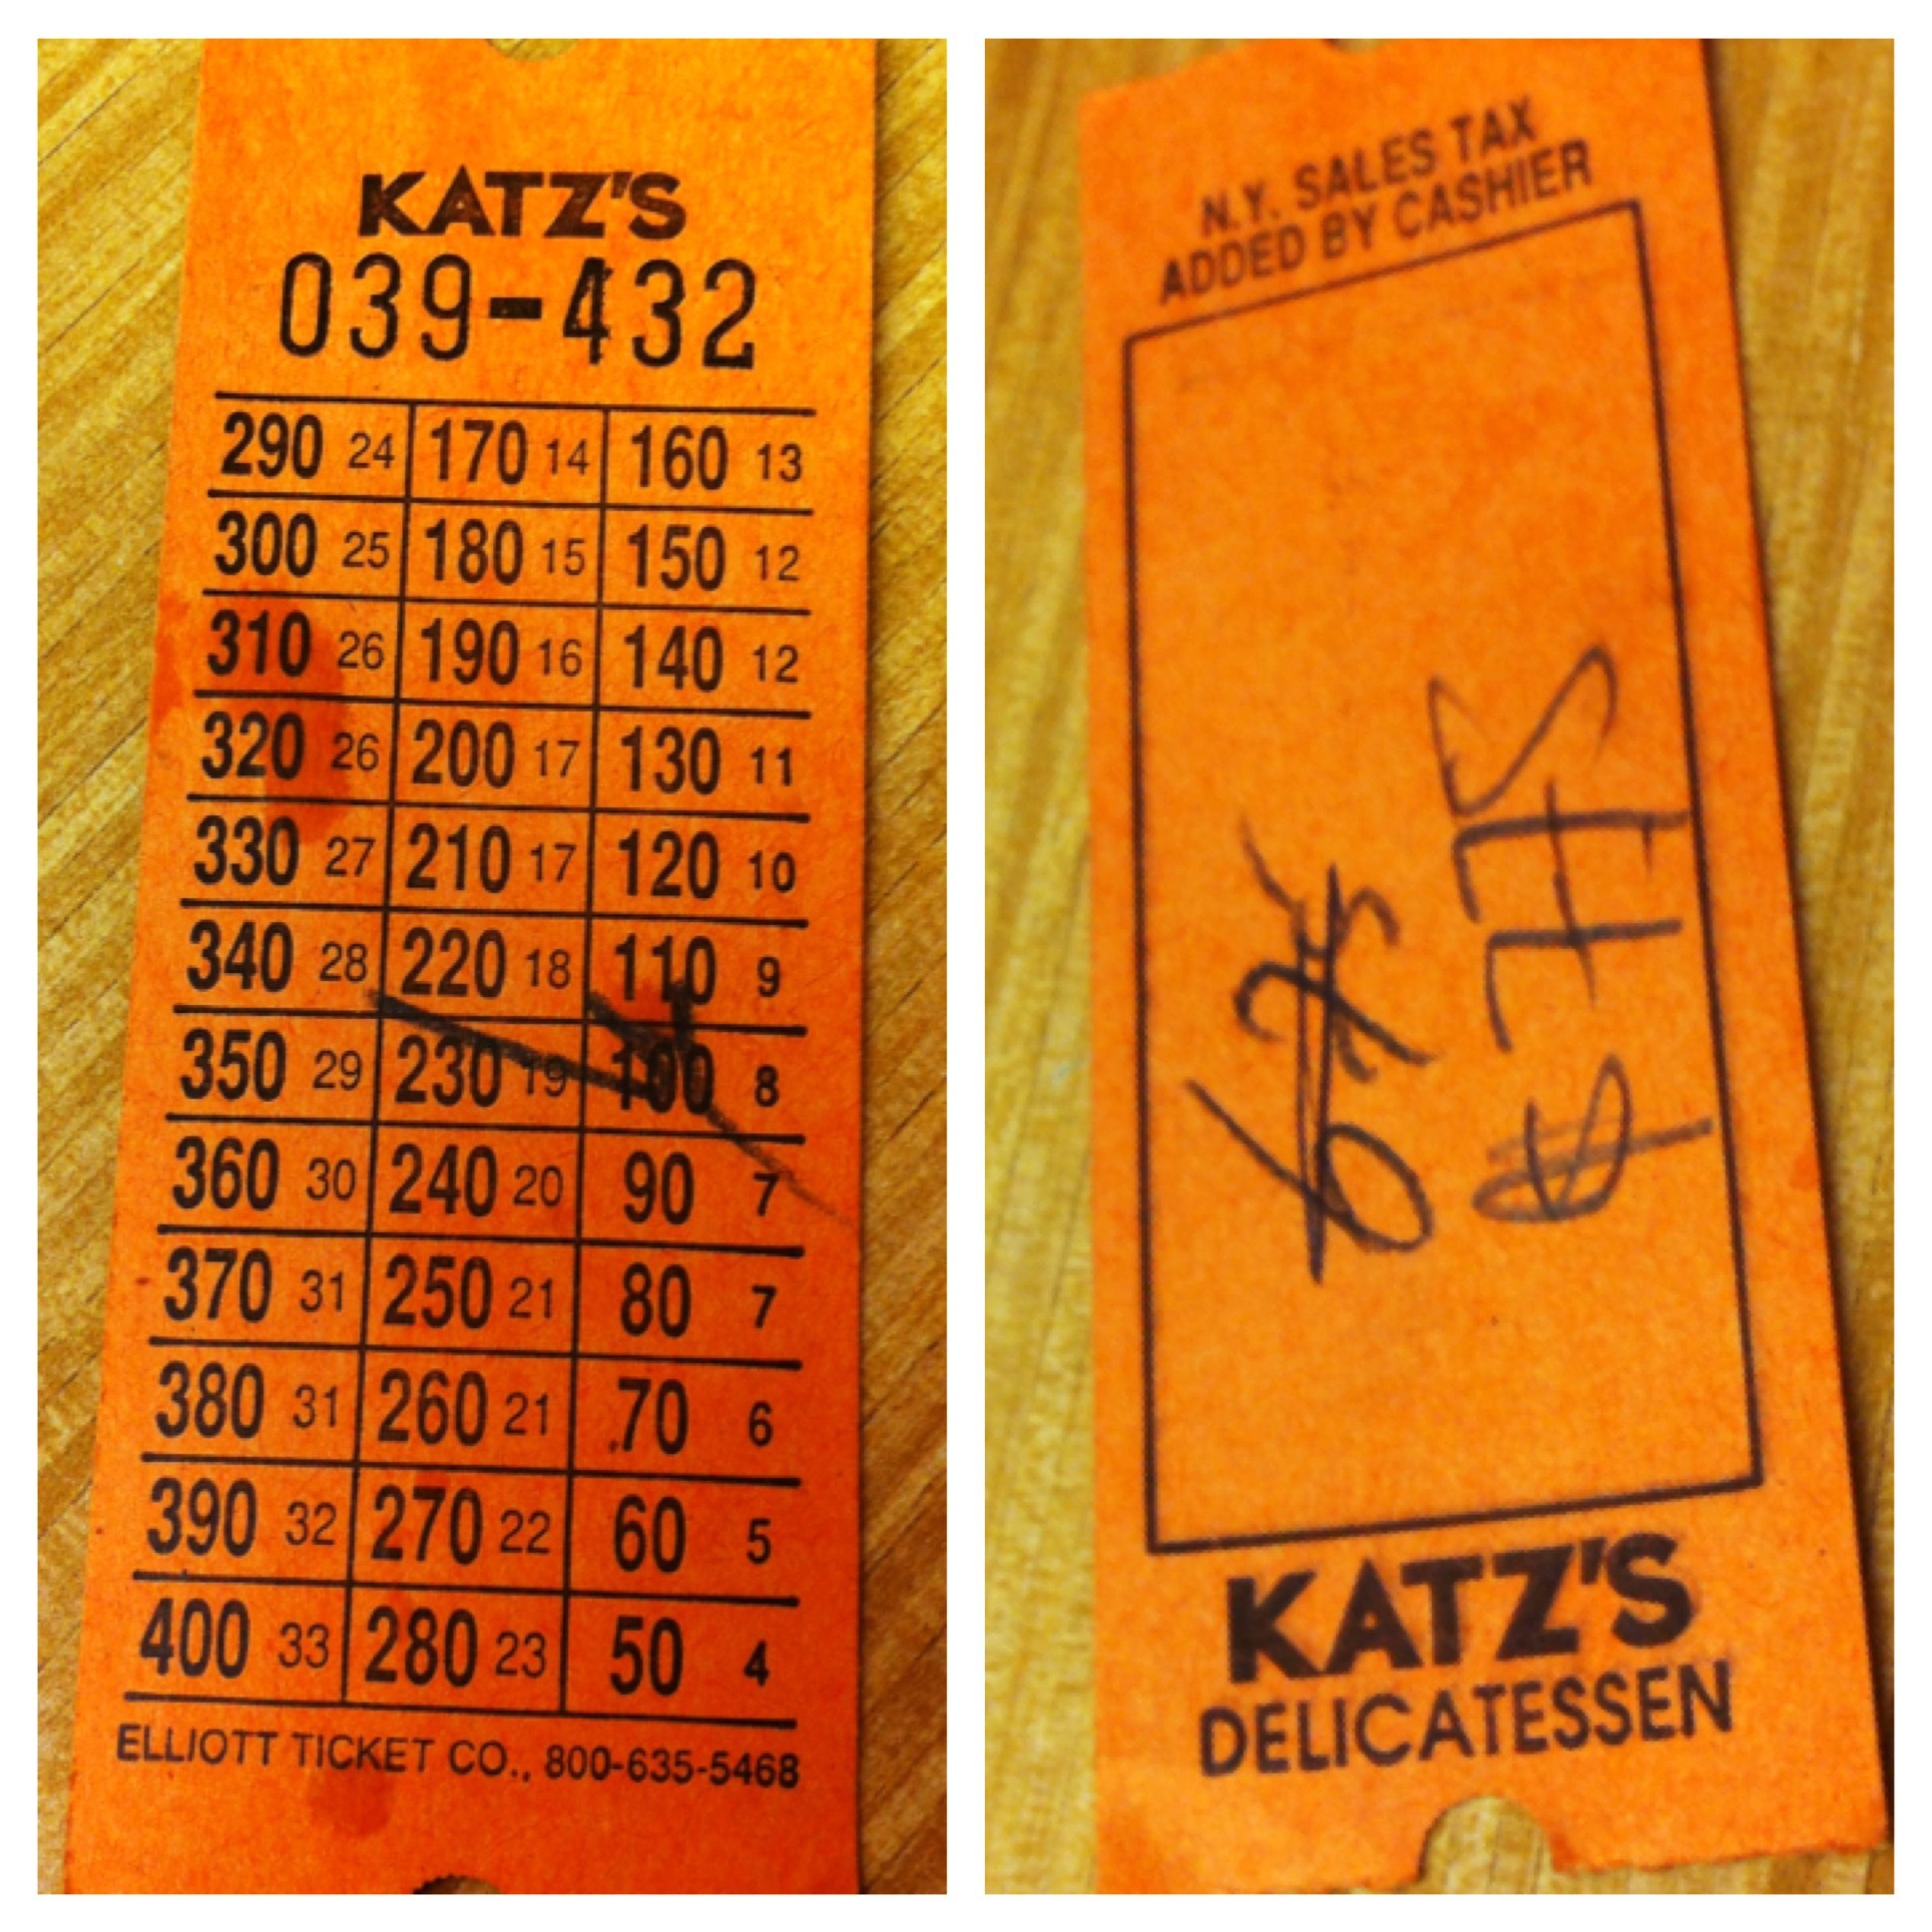 KATZ'S
039-432
290 24 170 14 160 13
300 25 180 15 150 12
310 26 190 16 140 12
320 26 200 17 130 11
330 27 210 17 120 10
340 28 220 18 110 9
350 29 230 19 100 8
360 30 240 20 90 7
370 31 250 21 80 7
380 31 260 21 70 6
390 32 270 22 60 5
400 33 280 23 50 4
ELLIOTT TICKET CO., 800-635-5468
N.Y. SALES TAX
ADDED BY CASHIER
KATZ'S
DELICATESSEN